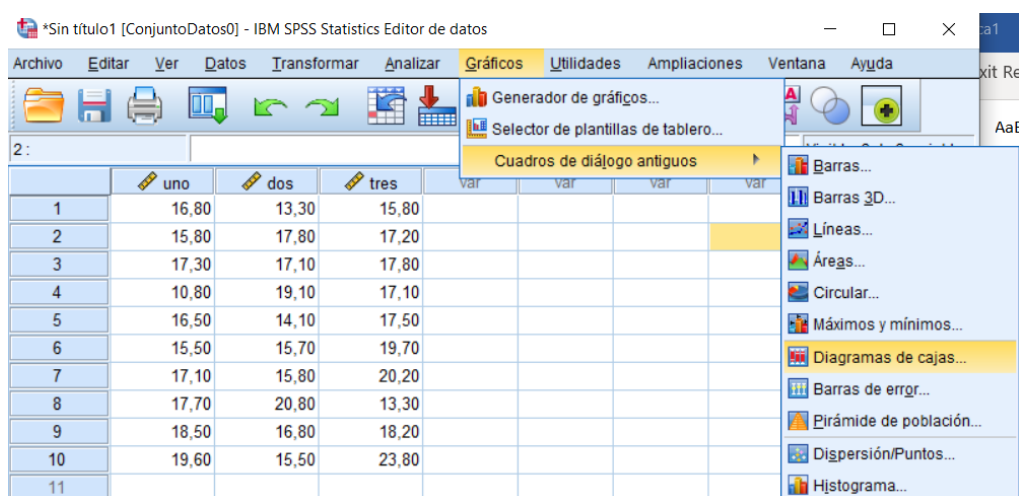 *Sin título1 [ConjuntoDatos0] - IBM SPSS Statistics Editor de datos
Archivo Editar Ver Datos Transformar Analizar Gráficos Utilidades Ampliaciones Ventana Ayuda
Generador de gráficos...
Selector de plantillas de tablero...
Cuadros de diálogo antiguos
2 :
uno dos tres var var var var
1 16,80 13,30 15,80
2 15,80 17,80 17,20
3 17,30 17,10 17,80
4 10,80 19,10 17,10
5 16,50 14,10 17,50
6 15,50 15,70 19,70
7 17,10 15,80 20,20
8 17,70 20,80 13,30
9 18,50 16,80 18,20
10 19,60 15,50 23,80
11
Barras...
Barras 3D...
Líneas...
Áreas...
Circular...
Máximos y mínimos...
Diagramas de cajas...
Barras de error...
Pirámide de población...
Dispersión/Puntos...
Histograma...